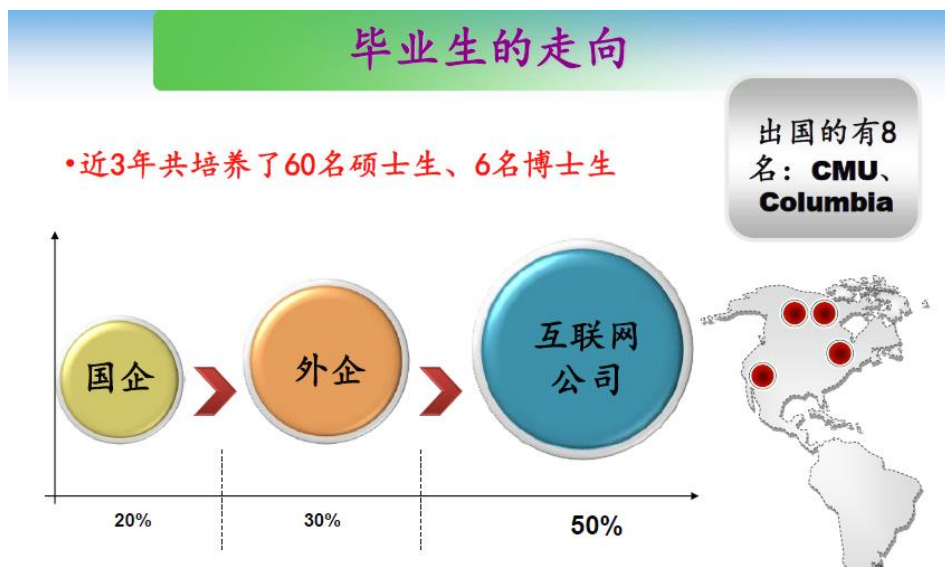 毕业生的走向
•近3年共培养了60名硕士生、6名博士生
出国的有8
名：CMU、
Columbia
国企
外企
互联网
公司
20%
30%
50%